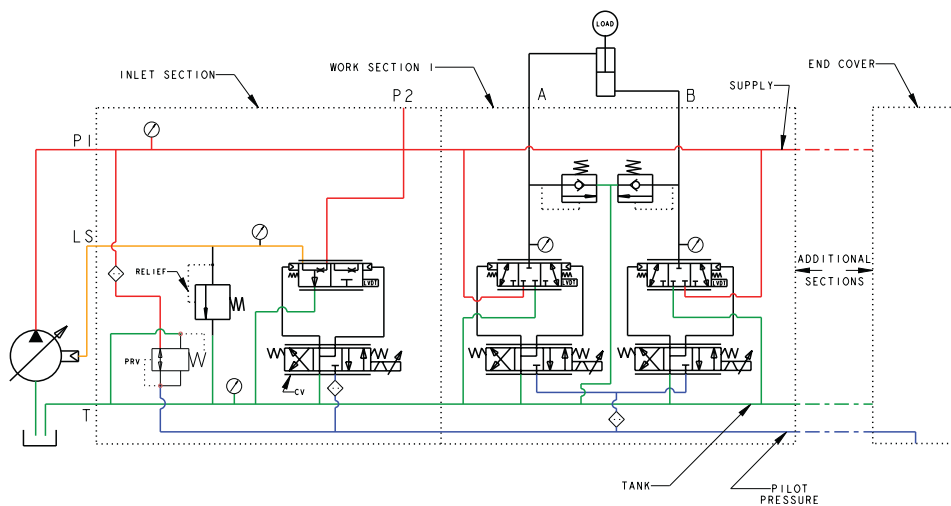 LOAD
INLET SECTION
WORK SECTION 1
END COVER
SUPPLY
P2
A
B
P1
LS
RELIEF
LVDT
LVDT
LVDT
ADDITIONAL
SECTIONS
PRV
CV
T
TANK
PILOT
PRESSURE